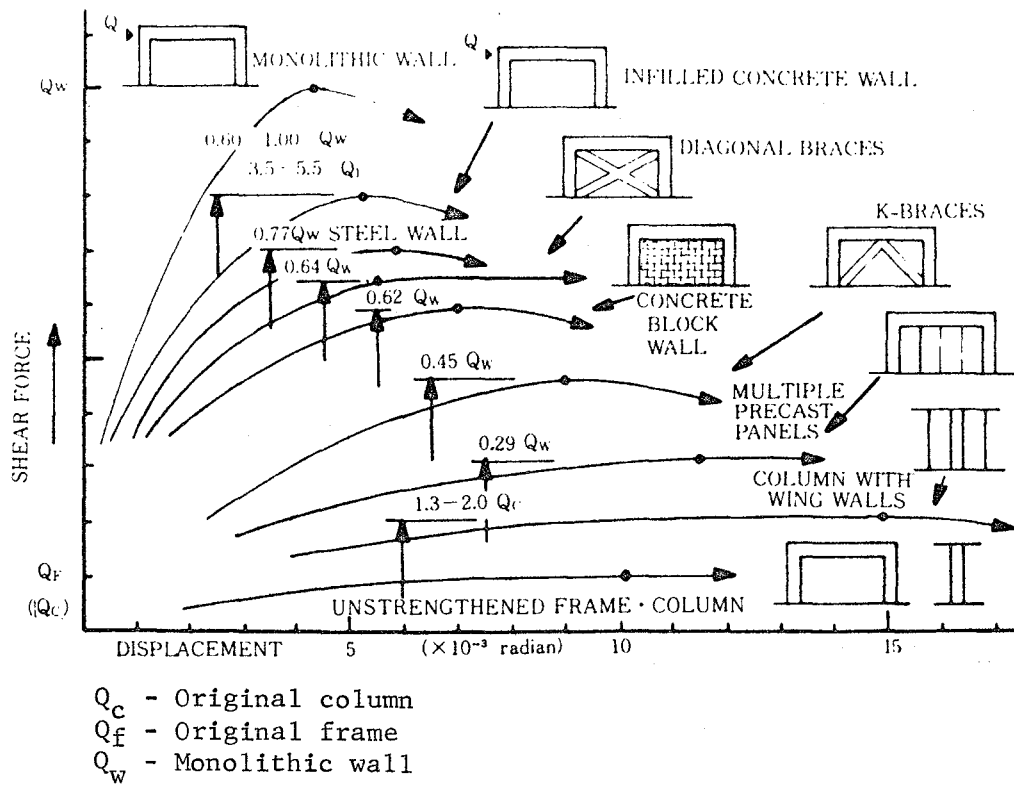 Q
MONOLITHIC WALL
Q
INFILLED CONCRETE WALL
Qw
0.60 1.00 Qw
3.5-5.5
DIAGONAL BRACES
K-BRACES
0.77Qw STEEL WALL
0.64 Qw
0.62 Qw
CONCRETE
BLOCK
WALL
0.45 Qw
MULTIPLE
PRECAST
PANELS
SHEAR FORCE
0.29 Qw
COLUMN WITH
WING WALLS
1.3-2.0
QF
(QC)
UNSTRENGTHENED FRAME · COLUMN
DISPLACEMENT 5 (×10⁻³ radian) 10 15
Qc - Original column
Qf - Original frame
Qw - Monolithic wall